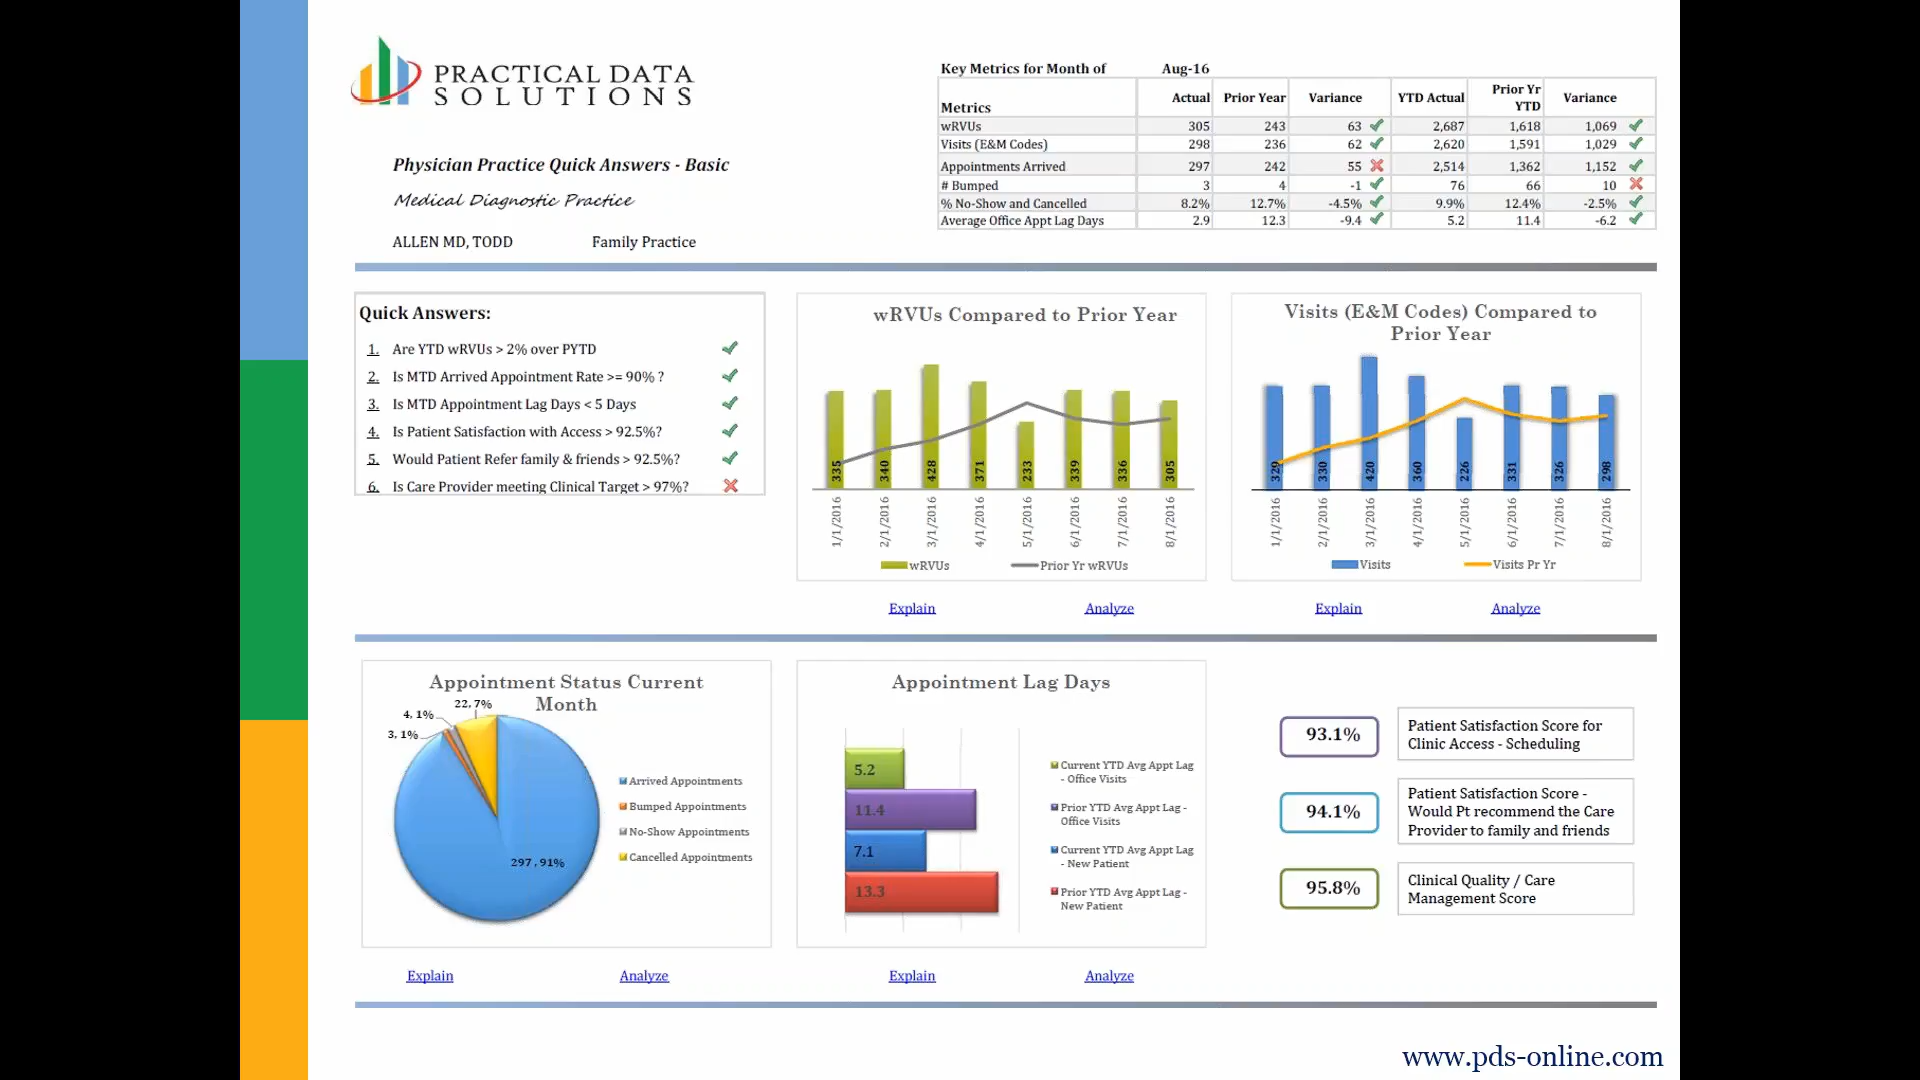 PRACTICAL DATA
SOLUTIONS
Physician Practice Quick Answers - Basic
Medical Diagnostic Practice
ALLEN MD, TODD Family Practice
Key Metrics for Month of Aug-16
Metrics Actual Prior Year Variance YTD Actual Prior Yr YTD Variance
wRVUs 305 243 63 2,687 1,618 1,069
Visits (E&M Codes) 298 236 62 2,620 1,591 1,029
Appointments Arrived 297 242 55 2,514 1,362 1,152
# Bumped 3 4 -1 76 66 10
% No-Show and Cancelled 8.2% 12.7% -4.5% 9.9% 12.4% -2.5%
Average Office Appt Lag Days 2.9 12.3 -9.4 5.2 11.4 -6.2
Quick Answers:
1. Are YTD wRVUs > 2% over PYTD
2. Is MTD Arrived Appointment Rate >= 90% ?
3. Is MTD Appointment Lag Days < 5 Days
4. Is Patient Satisfaction with Access > 92.5%?
5. Would Patient Refer family & friends > 92.5%?
6. Is Care Provider meeting Clinical Target > 97%?
wRVUs Compared to Prior Year
335 340 428 371 233 339 336 305
1/1/2016 2/1/2016 3/1/2016 4/1/2016 5/1/2016 6/1/2016 7/1/2016 8/1/2016
wRVUs Prior Yr wRVUs
Explain Analyze
Visits (E&M Codes) Compared to
Prior Year
329 330 420 360 226 331 326 298
1/1/2016 2/1/2016 3/1/2016 4/1/2016 5/1/2016 6/1/2016 7/1/2016 8/1/2016
Visits Visits Pr Yr
Explain Analyze
Appointment Status Current
Month
22, 7%
4, 1%
3, 1%
297, 91%
Arrived Appointments
Bumped Appointments
No-Show Appointments
Cancelled Appointments
Explain Analyze
Appointment Lag Days
5.2
11.4
7.1
13.3
Current YTD Avg Appt Lag
- Office Visits
Prior YTD Avg Appt Lag -
Office Visits
Current YTD Avg Appt Lag
- New Patient
Prior YTD Avg Appt Lag -
New Patient
Explain Analyze
93.1%
Patient Satisfaction Score for
Clinic Access - Scheduling
94.1%
Patient Satisfaction Score -
Would Pt recommend the Care
Provider to family and friends
95.8%
Clinical Quality / Care
Management Score
www.pds-online.com